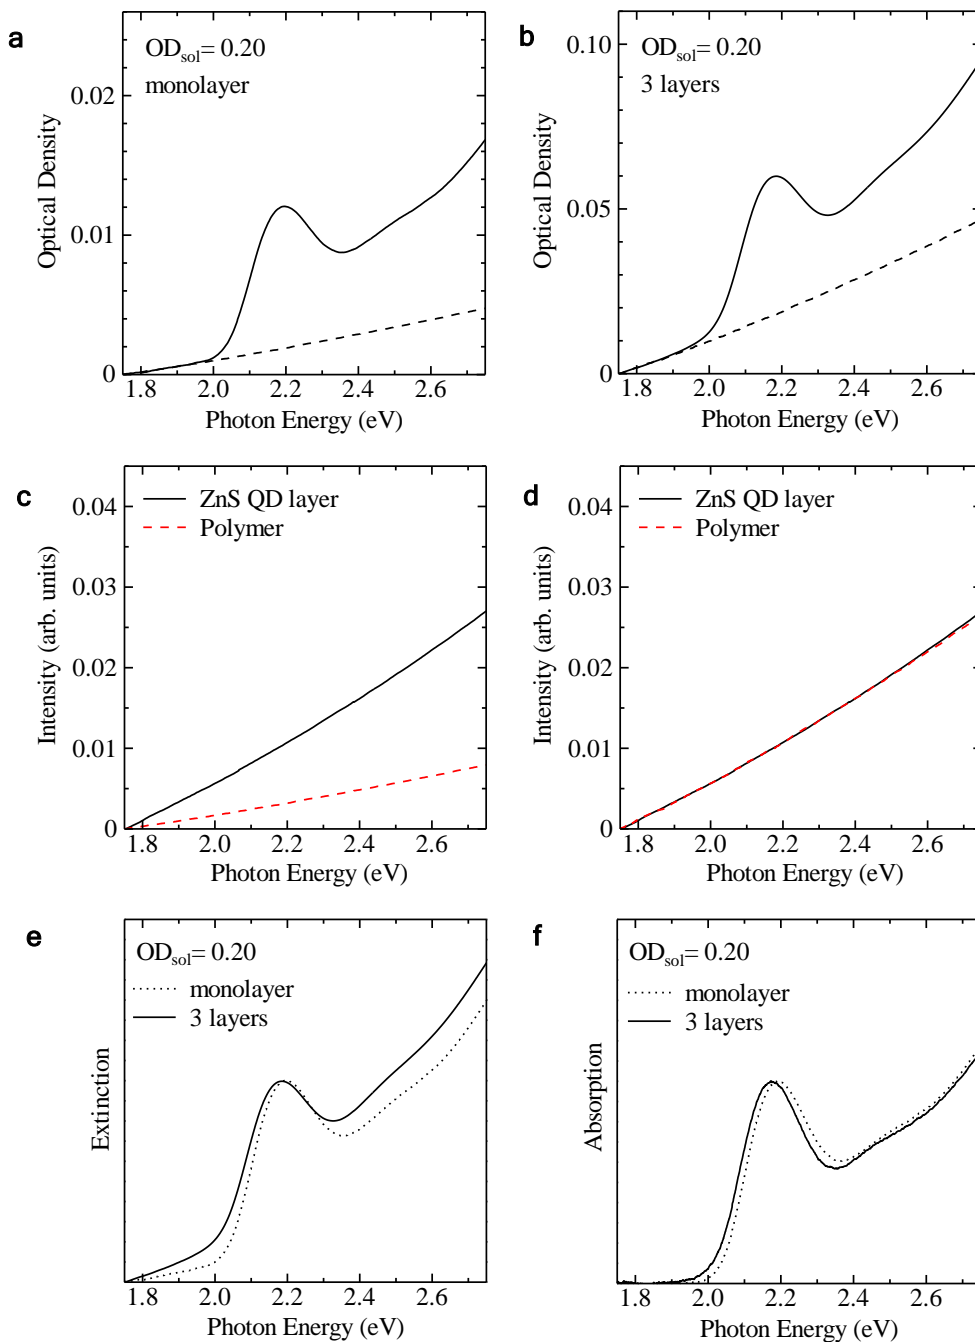 a
OD_sol= 0.20
monolayer
0.02
0.01
0
Optical Density
1.8 2.0 2.2 2.4 2.6
Photon Energy (eV)
b
OD_sol= 0.20
3 layers
0.10
0.05
0
Optical Density
1.8 2.0 2.2 2.4 2.6
Photon Energy (eV)
c
ZnS QD layer
Polymer
0.04
0.03
0.02
0.01
0
Intensity (arb. units)
1.8 2.0 2.2 2.4 2.6
Photon Energy (eV)
d
ZnS QD layer
Polymer
0.04
0.03
0.02
0.01
0
Intensity (arb. units)
1.8 2.0 2.2 2.4 2.6
Photon Energy (eV)
e
OD_sol= 0.20
monolayer
3 layers
Extinction
1.8 2.0 2.2 2.4 2.6
Photon Energy (eV)
f
OD_sol= 0.20
monolayer
3 layers
Absorption
1.8 2.0 2.2 2.4 2.6
Photon Energy (eV)